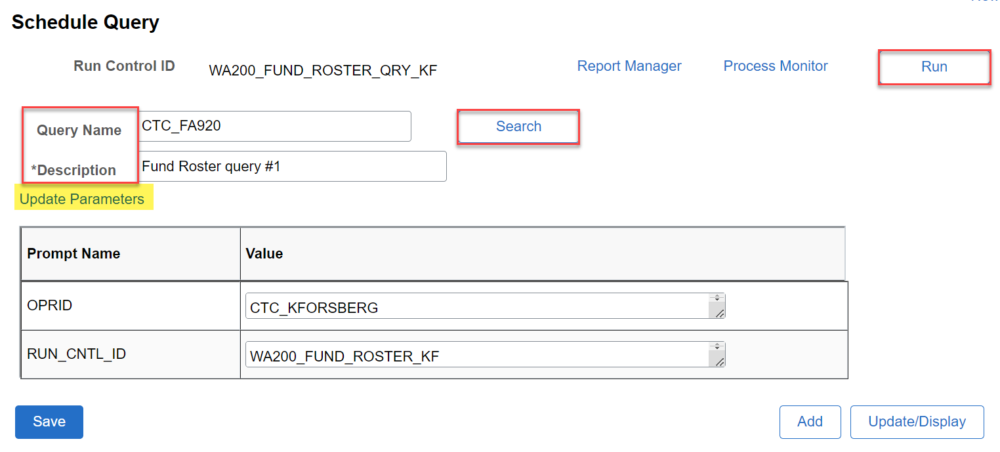 Schedule Query
Run Control ID WA200_FUND_ROSTER_QRY_KF Report Manager Process Monitor Run
Query Name CTC_FA920 Search
*Description Fund Roster query #1
Update Parameters
Prompt Name Value
OPRID CTC_KFORSBERG
RUN_CNTL_ID WA200_FUND_ROSTER_KF
Save Add Update/Display